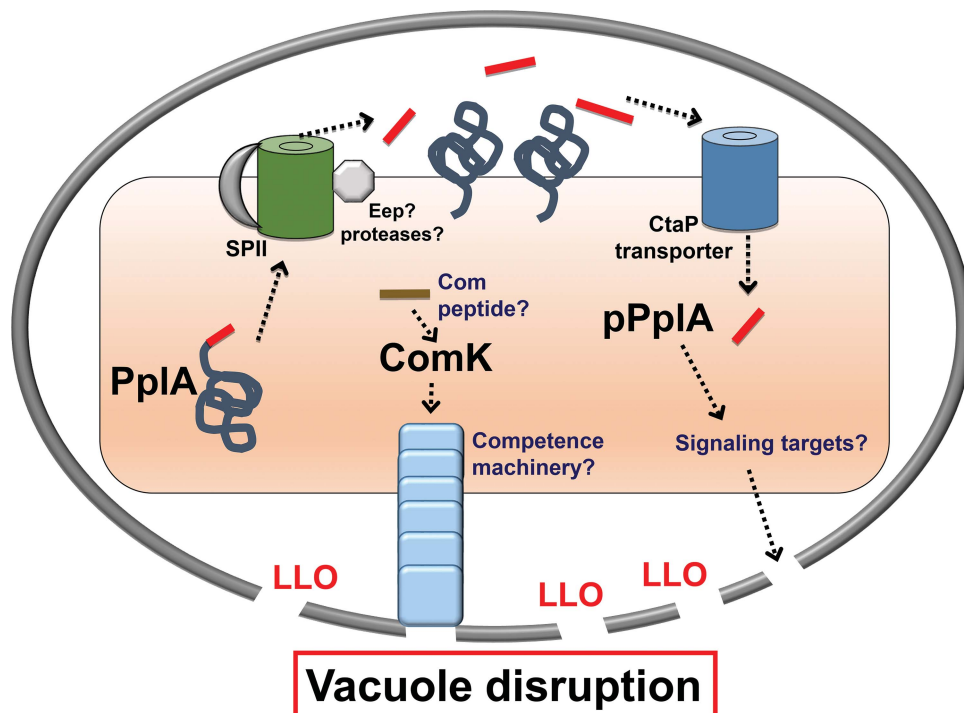 Eep?
proteases?
SPII
CtaP
transporter
Com
peptide?
PplA
ComK
pPplA
Competence
machinery?
Signaling targets?
LLO
LLO
LLO
Vacuole disruption